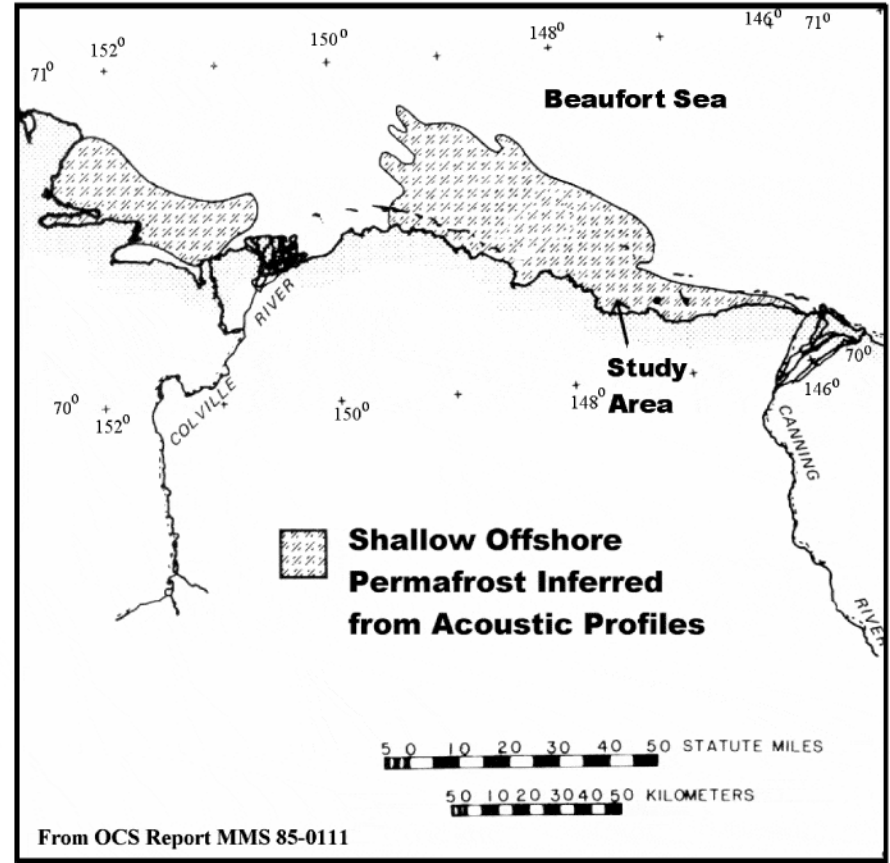 146⁰ 71⁰
150⁰
148⁰
152⁰
71⁰
Beaufort Sea
RIVER
Study
Area
70⁰
146⁰
148⁰
150⁰
70⁰
152⁰
COLVILLE
CANNING
RIVER
Shallow Offshore
Permafrost Inferred
from Acoustic Profiles
5 0 10 20 30 40 50 STATUTE MILES
5 0 10 20 30 40 50 KILOMETERS
From OCS Report MMS 85-0111